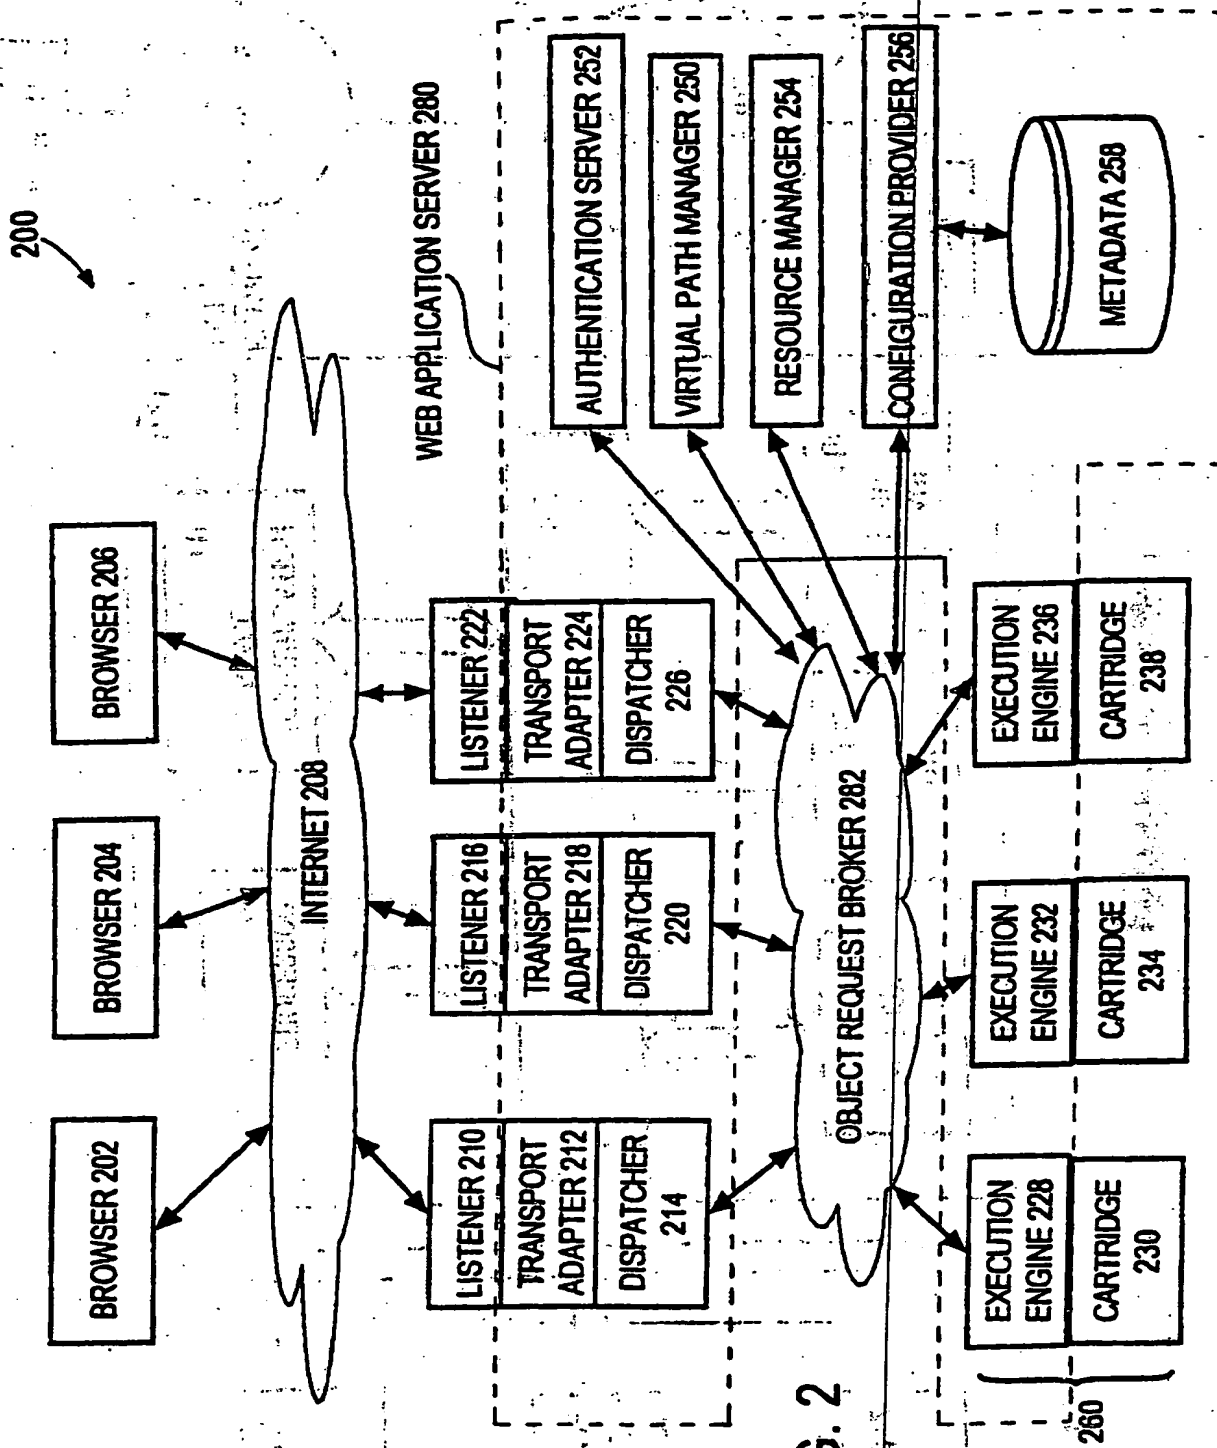 200
BROWSER 202
BROWSER 204
BROWSER 206
INTERNET 208
WEB APPLICATION SERVER 280
LISTENER 210
TRANSPORT
ADAPTER 212
DISPATCHER
214
LISTENER 216
TRANSPORT
ADAPTER 218
DISPATCHER
220
LISTENER 222
TRANSPORT
ADAPTER 224
DISPATCHER
226
AUTHENTICATION SERVER 252
VIRTUAL PATH MANAGER 250
RESOURCE MANAGER 254
CONFIGURATION PROVIDER 256
METADATA 258
OBJECT REQUEST BROKER 282
EXECUTION
ENGINE 228
CARTRIDGE
230
EXECUTION
ENGINE 232
CARTRIDGE
234
EXECUTION
ENGINE 236
CARTRIDGE
238
260
G. 2